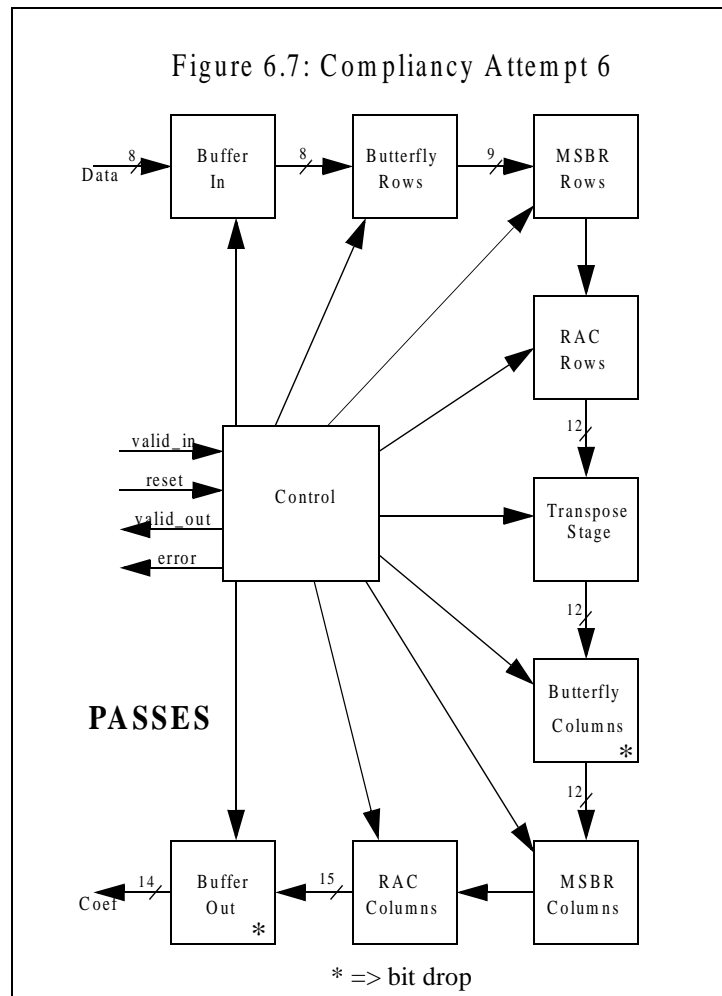 Figure 6.7: Compliancy Attempt 6
8
Data
Buffer
In
8
Butterfly
Rows
9
MSBR
Rows
RAC
Rows
12
valid_in
reset
valid_out
error
Control
Transpose
Stage
12
Butterfly
Columns
*
12
PASSES
14
Coef
Buffer
Out
*
15
RAC
Columns
MSBR
Columns
* => bit drop